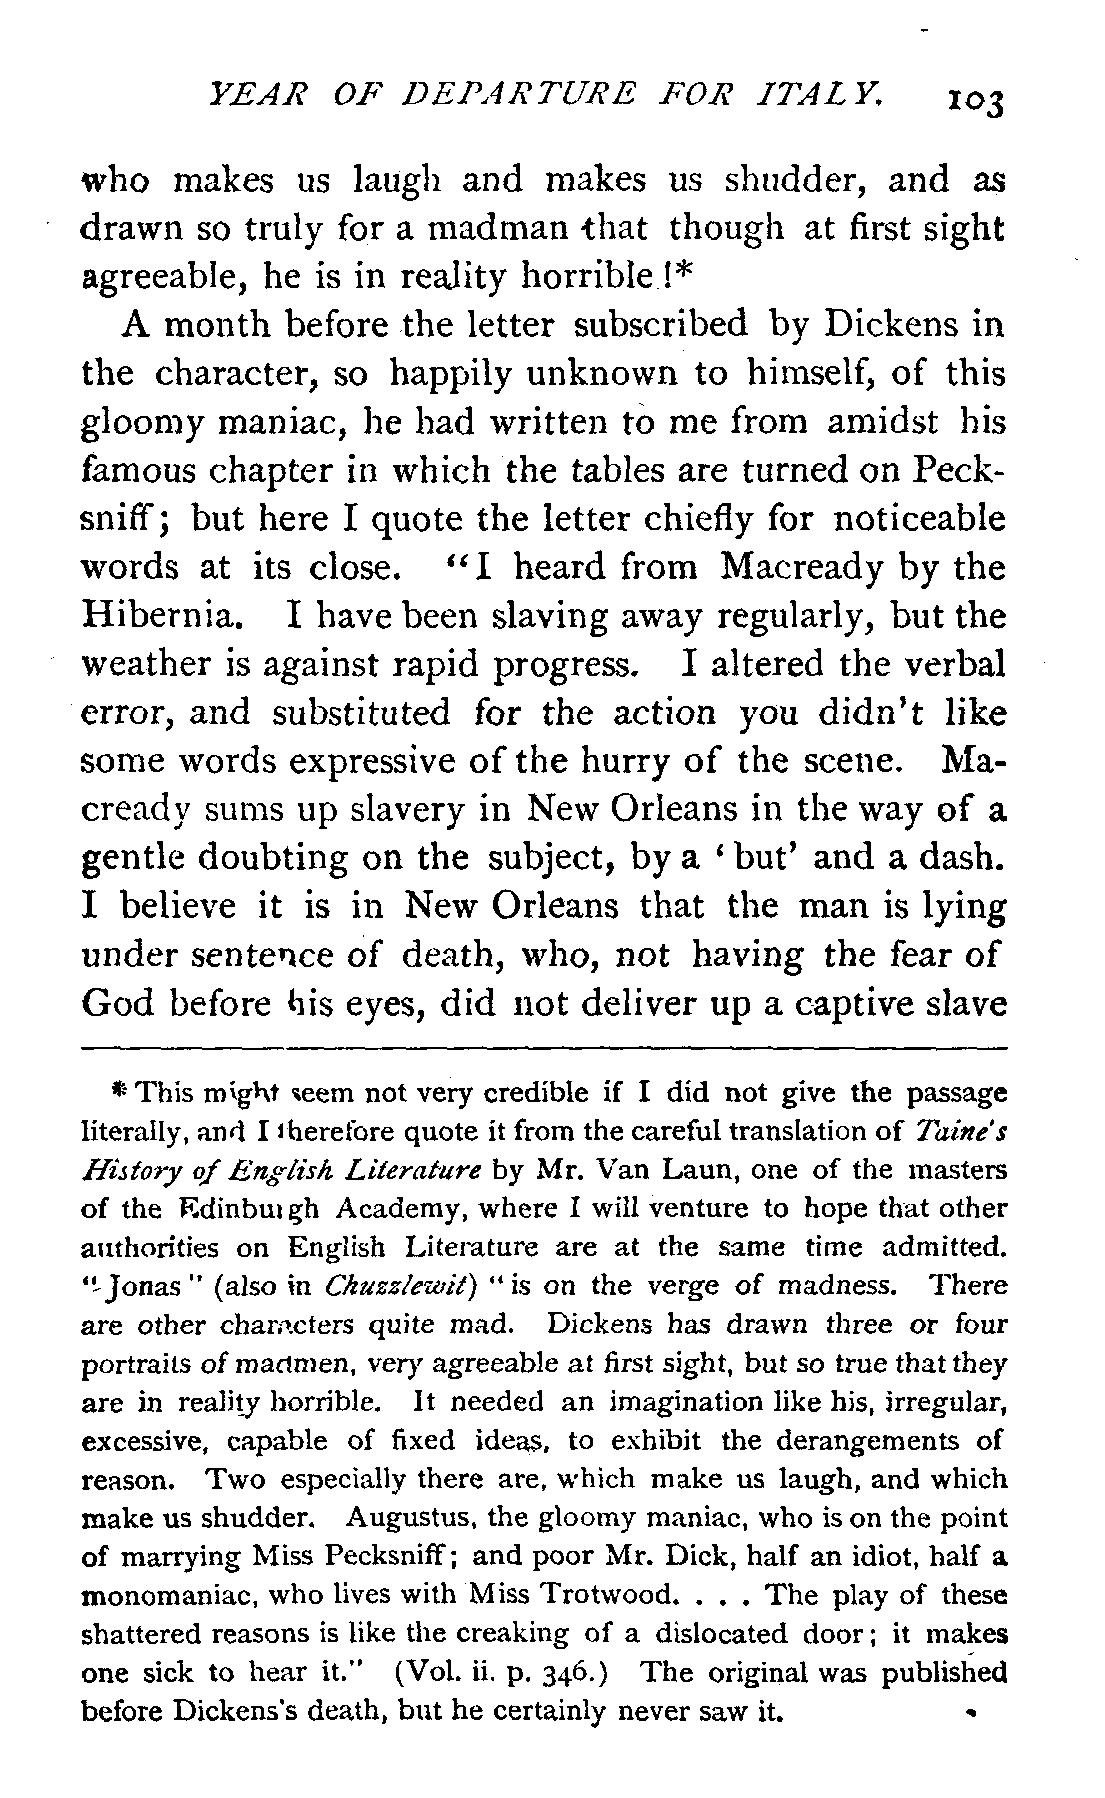 YEAR OF DEPARTURE FOR ITALY. 103
who makes us laugh and makes us shudder, and as
drawn so truly for a madman that though at first sight
agreeable, he is in reality horrible !*
A month before the letter subscribed by Dickens in
the character, so happily unknown to himself, of this
gloomy maniac, he had written to me from amidst his
famous chapter in which the tables are turned on Peck-
sniff; but here I quote the letter chiefly for noticeable
words at its close. "I heard from Macready by the
Hibernia. I have been slaving away regularly, but the
weather is against rapid progress. I altered the verbal
error, and substituted for the action you didn't like
some words expressive of the hurry of the scene. Ma-
cready sums up slavery in New Orleans in the way of a
gentle doubting on the subject, by a 'but' and a dash.
I believe it is in New Orleans that the man is lying
under sentence of death, who, not having the fear of
God before his eyes, did not deliver up a captive slave
* This might seem not very credible if I did not give the passage
literally, and I therefore quote it from the careful translation of Taine's
History of English Literature by Mr. Van Laun, one of the masters
of the Edinburgh Academy, where I will venture to hope that other
authorities on English Literature are at the same time admitted.
"Jonas" (also in Chuzzlewit) "is on the verge of madness. There
are other characters quite mad. Dickens has drawn three or four
portraits of madmen, very agreeable at first sight, but so true that they
are in reality horrible. It needed an imagination like his, irregular,
excessive, capable of fixed ideas, to exhibit the derangements of
reason. Two especially there are, which make us laugh, and which
make us shudder. Augustus, the gloomy maniac, who is on the point
of marrying Miss Pecksniff; and poor Mr. Dick, half an idiot, half a
monomaniac, who lives with Miss Trotwood. . . . The play of these
shattered reasons is like the creaking of a dislocated door; it makes
one sick to hear it." (Vol. ii. p. 346.) The original was published
before Dickens's death, but he certainly never saw it.